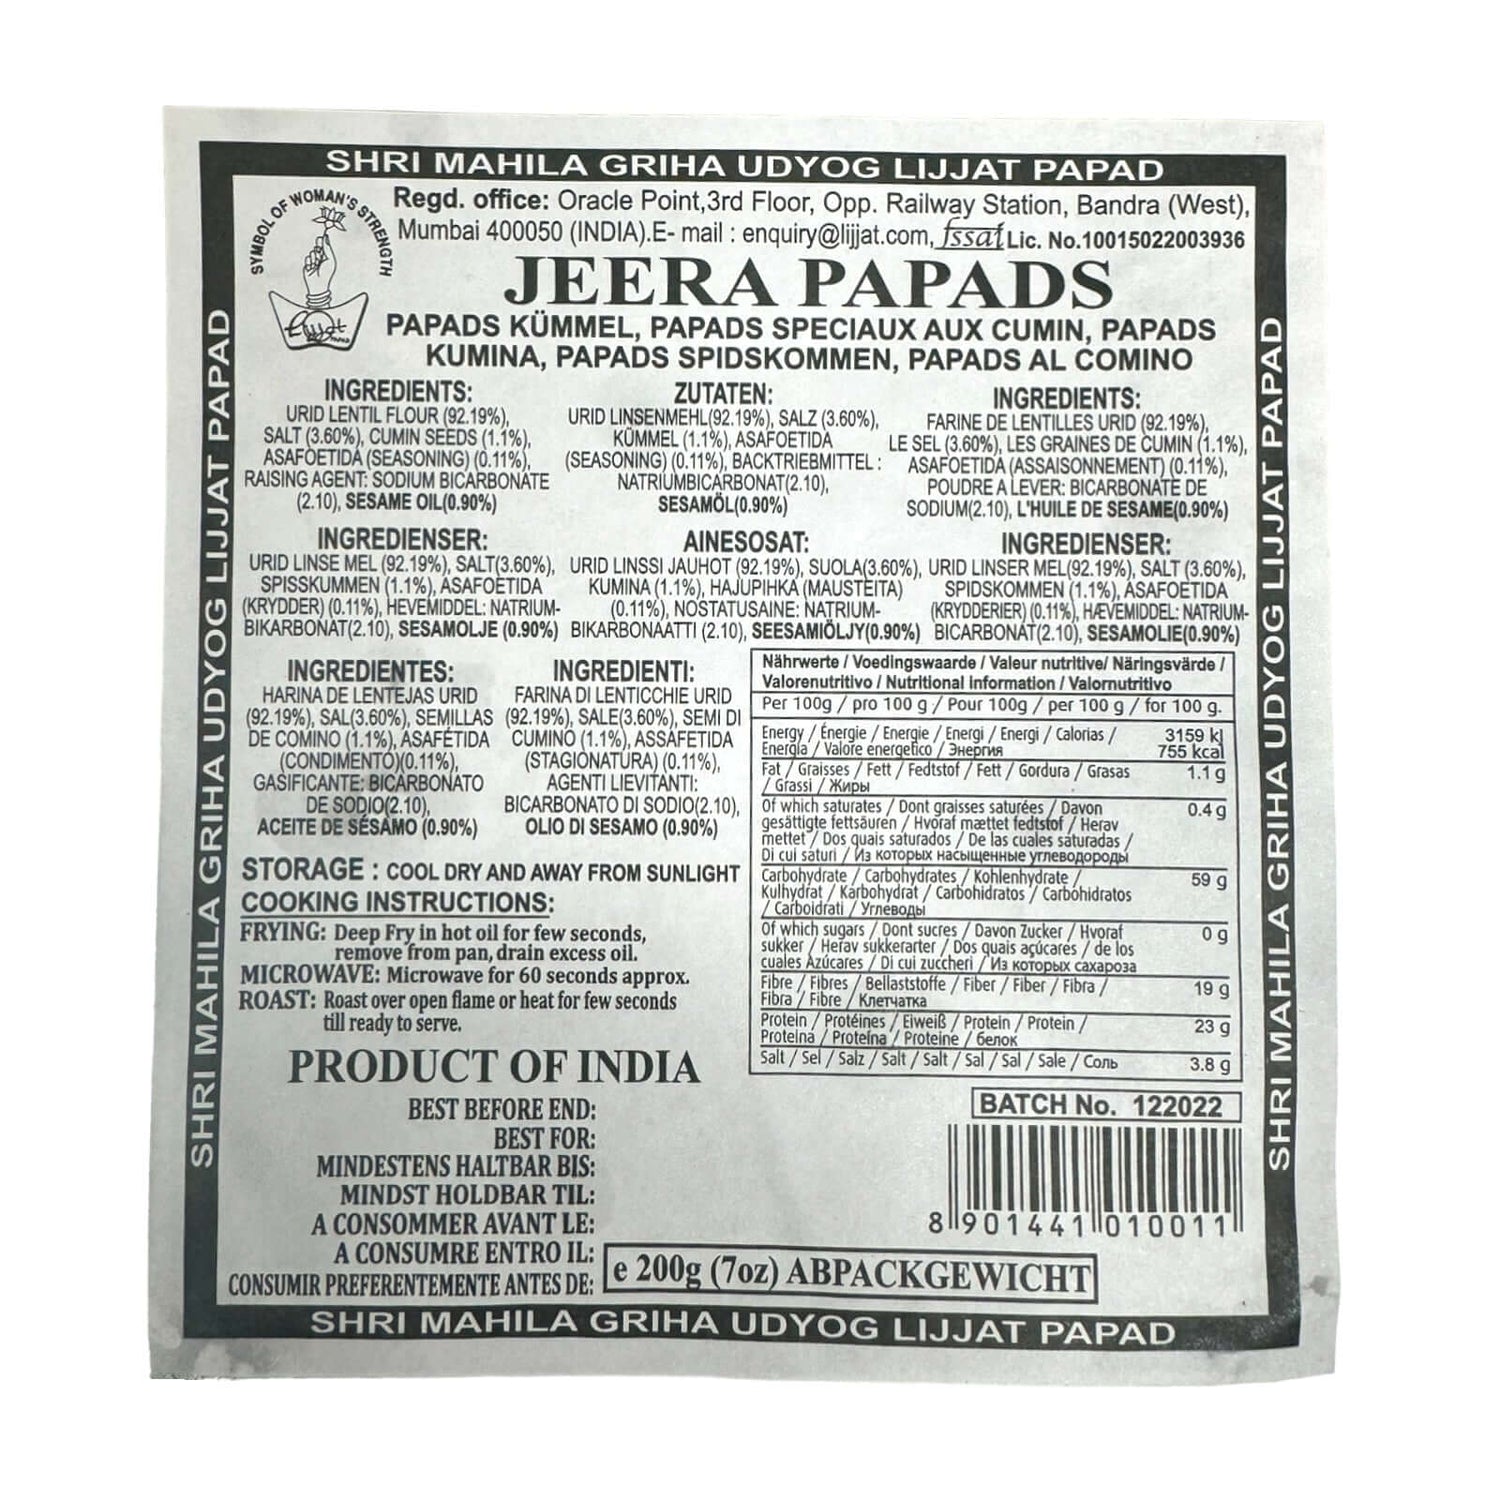 SHRI MAHILA GRIHA UDYOG LIJJAT PAPAD
SYMBOL OF WOMAN'S STRENGTH
Lijjat
PAPAD
Regd. office: Oracle Point,3rd Floor, Opp. Railway Station, Bandra (West),
Mumbai 400050 (INDIA).E- mail : enquiry@lijjat.com, fssai Lic. No.10015022003936
JEERA PAPADS
PAPADS KÜMMEL, PAPADS SPECIAUX AUX CUMIN, PAPADS
KUMINA, PAPADS SPIDSKOMMEN, PAPADS AL COMINO
INGREDIENTS:
URID LENTIL FLOUR (92.19%),
SALT (3.60%), CUMIN SEEDS (1.1%),
ASAFOETIDA (SEASONING) (0.11%),
RAISING AGENT: SODIUM BICARBONATE
(2.10), SESAME OIL(0.90%)
ZUTATEN:
URID LINSENMEHL(92.19%), SALZ (3.60%),
KÜMMEL (1.1%), ASAFOETIDA
(SEASONING) (0.11%), BACKTRIEBMITTEL :
NATRIUMBICARBONAT(2.10),
SESAMÖL(0.90%)
INGREDIENTS:
FARINE DE LENTILLES URID (92.19%),
LE SEL (3.60%), LES GRAINES DE CUMIN (1.1%),
ASAFOETIDA (ASSAISONNEMENT) (0.11%),
POUDRE A LEVER: BICARBONATE DE
SODIUM(2.10), L'HUILE DE SESAME(0.90%)
INGREDIENSER:
URID LINSE MEL (92.19%), SALT(3.60%),
SPISSKUMMEN (1.1%), ASAFOETIDA
(KRYDDER) (0.11%), HEVEMIDDEL: NATRIUM-
BIKARBONAT(2.10), SESAMOLJE (0.90%)
AINESOSAT:
URID LINSSI JAUHOT (92.19%), SUOLA(3.60%),
KUMINA (1.1%), HAJUPIHKA (MAUSTEITA)
(0.11%), NOSTATUSAINE: NATRIUM-
BIKARBONAATTI (2.10), SEESAMIÖLJY(0.90%)
INGREDIENSER:
URID LINSER MEL(92.19%), SALT (3.60%),
SPIDSKOMMEN (1.1%), ASAFOETIDA
(KRYDDERIER) (0.11%), HÆVEMIDDEL: NATRIUM-
BICARBONAT(2.10), SESAMOLIE(0.90%)
INGREDIENTES:
HARINA DE LENTEJAS URID
(92.19%), SAL(3.60%), SEMILLAS
DE COMINO (1.1%), ASAFÉTIDA
(CONDIMENTO)(0.11%),
GASIFICANTE: BICARBONATO
DE SODIO(2.10),
ACEITE DE SÉSAMO (0.90%)
INGREDIENTI:
FARINA DI LENTICCHIE URID
(92.19%), SALE(3.60%), SEMI DI
CUMINO (1.1%), ASSAFETIDA
(STAGIONATURA) (0.11%),
AGENTI LIEVITANTI:
BICARBONATO DI SODIO(2.10),
OLIO DI SESAMO (0.90%)
Nährwerte / Voedingswaarde / Valeur nutritive/ Näringsvärde /
Valorenutritivo / Nutritional information / Valornutritivo
Per 100g / pro 100 g / Pour 100g / per 100 g / for 100 g.
Energy / Énergie / Energie / Energi / Energi / Calorias / 3159 kj
Energía / Valore energetico / Энергия 755 kcal
Fat / Graisses / Fett / Fedtstof / Fett / Gordura / Grasas 1.1 g
/ Grassi / Жиры
Of which saturates / Dont graisses saturées / Davon 0.4 g
gesättigte fettsäuren / Hvoraf mættet fedtstof / Herav
mettet / Dos quais saturados / De las cuales saturadas /
Di cui saturi / Из которых насыщенные углеводороды
Carbohydrate / Carbohydrates / Kohlenhydrate / 59 g
Kulhydrat / Karbohydrat / Carbohidratos / Carbohidratos
/ Carboidrati / Углеводы
Of which sugars / Dont sucres / Davon Zucker / Hvoraf 0 g
sukker / Herav sukkerarter / Dos quais açúcares / de los
cuales Azúcares / Di cui zuccheri / Из которых сахароза
Fibre / Fibres / Bellaststoffe / Fiber / Fiber / Fibra / 19 g
Fibra / Fibre / Клетчатка
Protein / Protéines / Eiweiß / Protein / Protein / 23 g
Proteína / Proteína / Proteine / белок
Salt / Sel / Salz / Salt / Salt / Sal / Sal / Sale / Соль 3.8 g
STORAGE : COOL DRY AND AWAY FROM SUNLIGHT
COOKING INSTRUCTIONS:
FRYING: Deep Fry in hot oil for few seconds,
remove from pan, drain excess oil.
MICROWAVE: Microwave for 60 seconds approx.
ROAST: Roast over open flame or heat for few seconds
till ready to serve.
PRODUCT OF INDIA
BEST BEFORE END:
BEST FOR:
MINDESTENS HALTBAR BIS:
MINDST HOLDBAR TIL:
A CONSOMMER AVANT LE:
A CONSUMRE ENTRO IL:
CONSUMIR PREFERENTEMENTE ANTES DE:
BATCH No. 122022
8 901441 010011
e 200g (7oz) ABPACKGEWICHT
SHRI MAHILA GRIHA UDYOG LIJJAT PAPAD
SHRI MAHILA GRIHA UDYOG LIJJAT PAPAD
SHRI MAHILA GRIHA UDYOG LIJJAT PAPAD